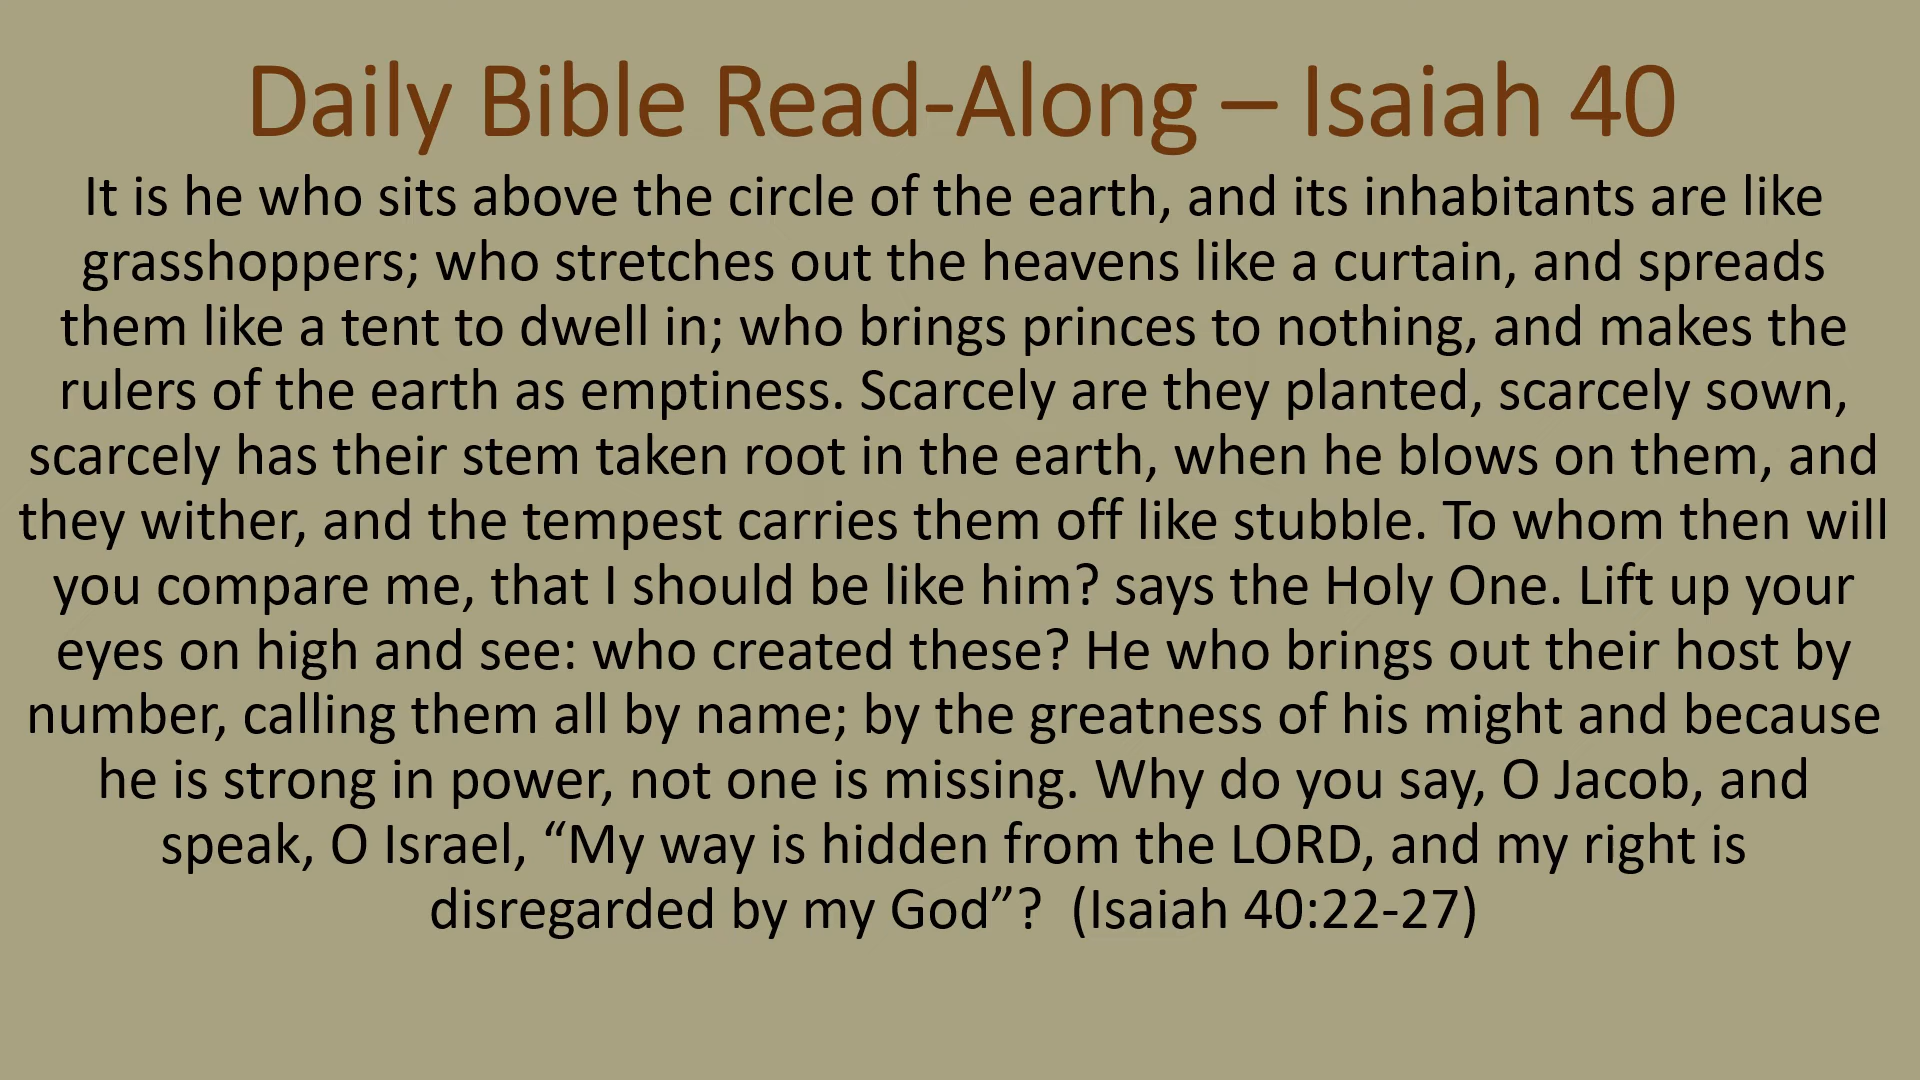 Daily Bible Read-Along – Isaiah 40
It is he who sits above the circle of the earth, and its inhabitants are like
grasshoppers; who stretches out the heavens like a curtain, and spreads
them like a tent to dwell in; who brings princes to nothing, and makes the
rulers of the earth as emptiness. Scarcely are they planted, scarcely sown,
scarcely has their stem taken root in the earth, when he blows on them, and
they wither, and the tempest carries them off like stubble. To whom then will
you compare me, that I should be like him? says the Holy One. Lift up your
eyes on high and see: who created these? He who brings out their host by
number, calling them all by name; by the greatness of his might and because
he is strong in power, not one is missing. Why do you say, O Jacob, and
speak, O Israel, “My way is hidden from the LORD, and my right is
disregarded by my God”?  (Isaiah 40:22-27)